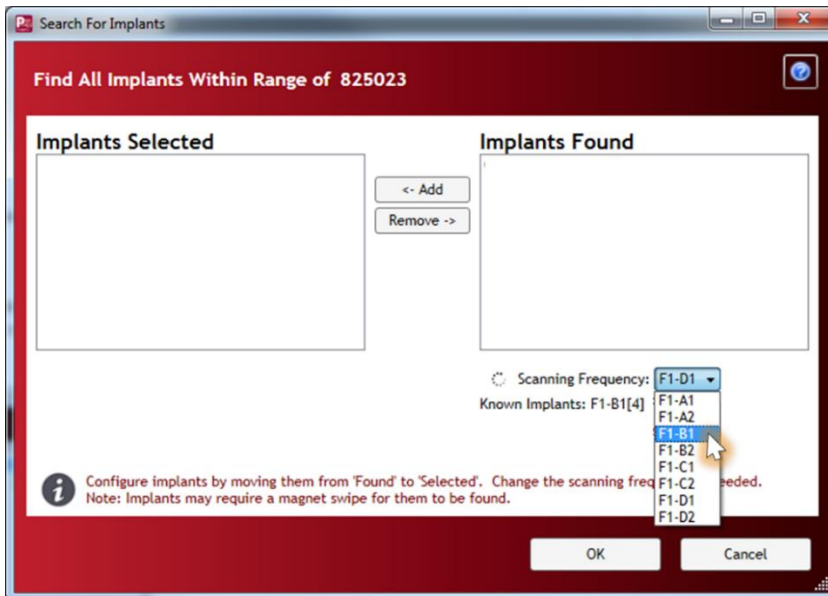 Search For Implants
Find All Implants Within Range of 825023
Implants Selected
Implants Found
<- Add
Remove ->
Scanning Frequency: F1-D1
Known Implants: F1-B1[4]
F1-A1
F1-A2
F1-B1
F1-B2
F1-C1
F1-C2
F1-D1
F1-D2
Configure implants by moving them from 'Found' to 'Selected'. Change the scanning freq eeded.
Note: Implants may require a magnet swipe for them to be found.
OK
Cancel